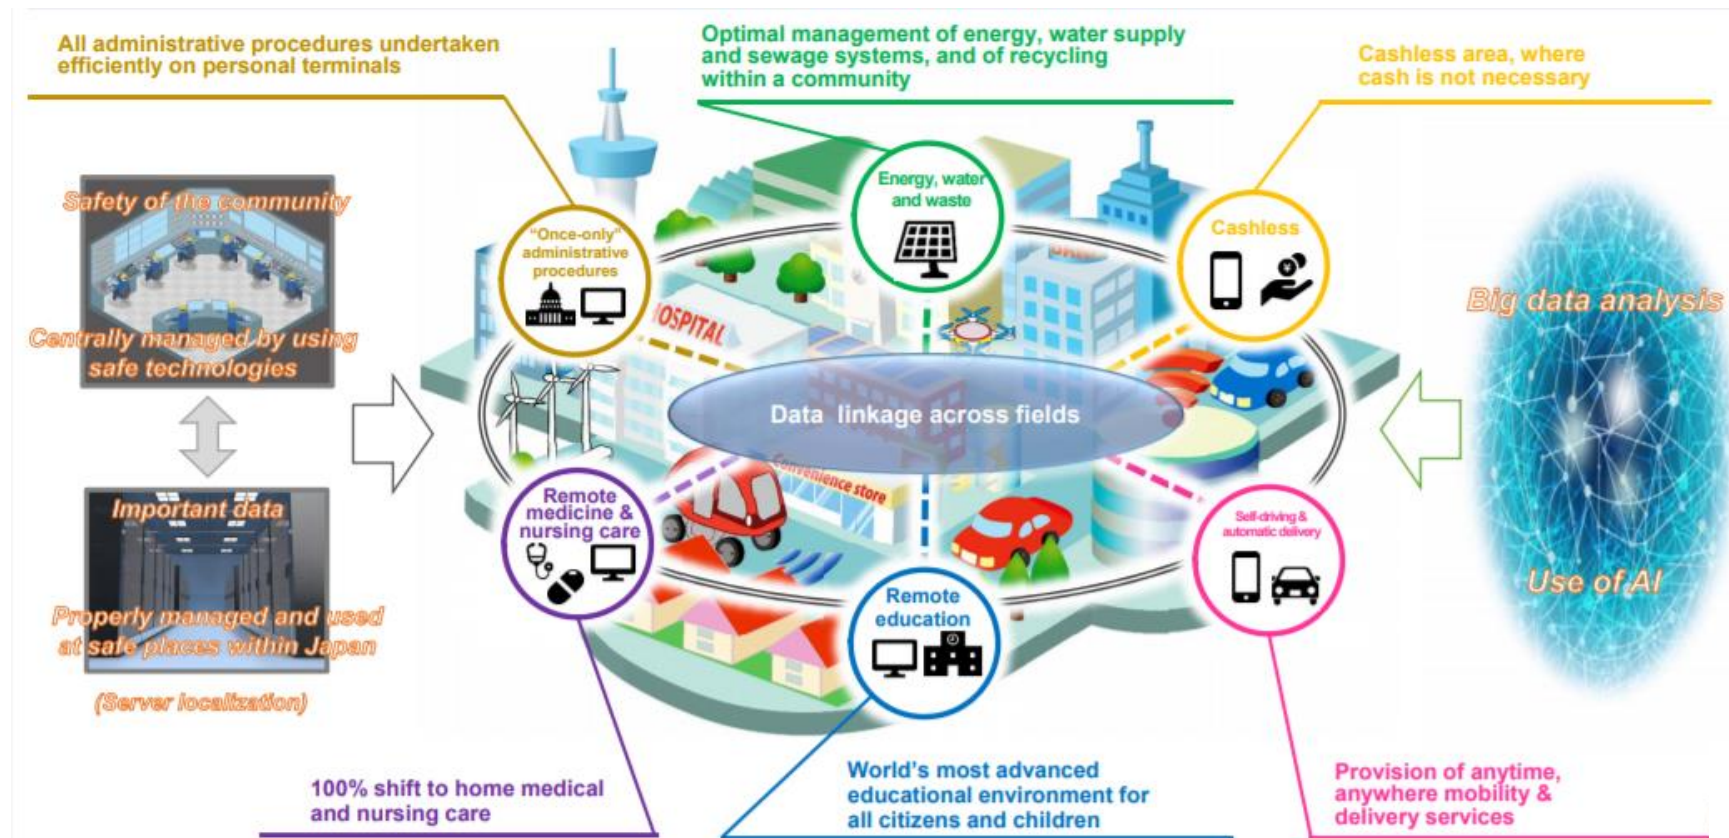 All administrative procedures undertaken
efficiently on personal terminals
Optimal management of energy, water supply
and sewage systems, and of recycling
within a community
Cashless area, where
cash is not necessary
Safety of the community
Centrally managed by using
safe technologies
Important data
Properly managed and used
at safe places within Japan
(Server localization)
"Once-only"
administrative
procedures
Energy, water
and waste
Cashless
¥
HOSPITAL
Data linkage across fields
Convenience store
Remote
medicine &
nursing care
Remote
education
Self-driving &
automatic delivery
Big data analysis
Use of AI
100% shift to home medical
and nursing care
World's most advanced
educational environment for
all citizens and children
Provision of anytime,
anywhere mobility &
delivery services